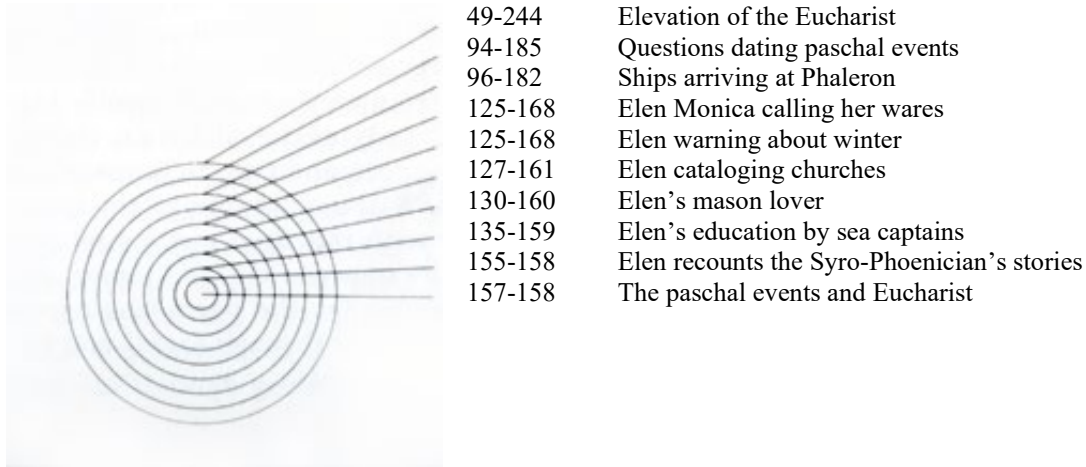 49-244 Elevation of the Eucharist
94-185 Questions dating paschal events
96-182 Ships arriving at Phaleron
125-168 Elen Monica calling her wares
125-168 Elen warning about winter
127-161 Elen cataloging churches
130-160 Elen’s mason lover
135-159 Elen’s education by sea captains
155-158 Elen recounts the Syro-Phoenician’s stories
157-158 The paschal events and Eucharist